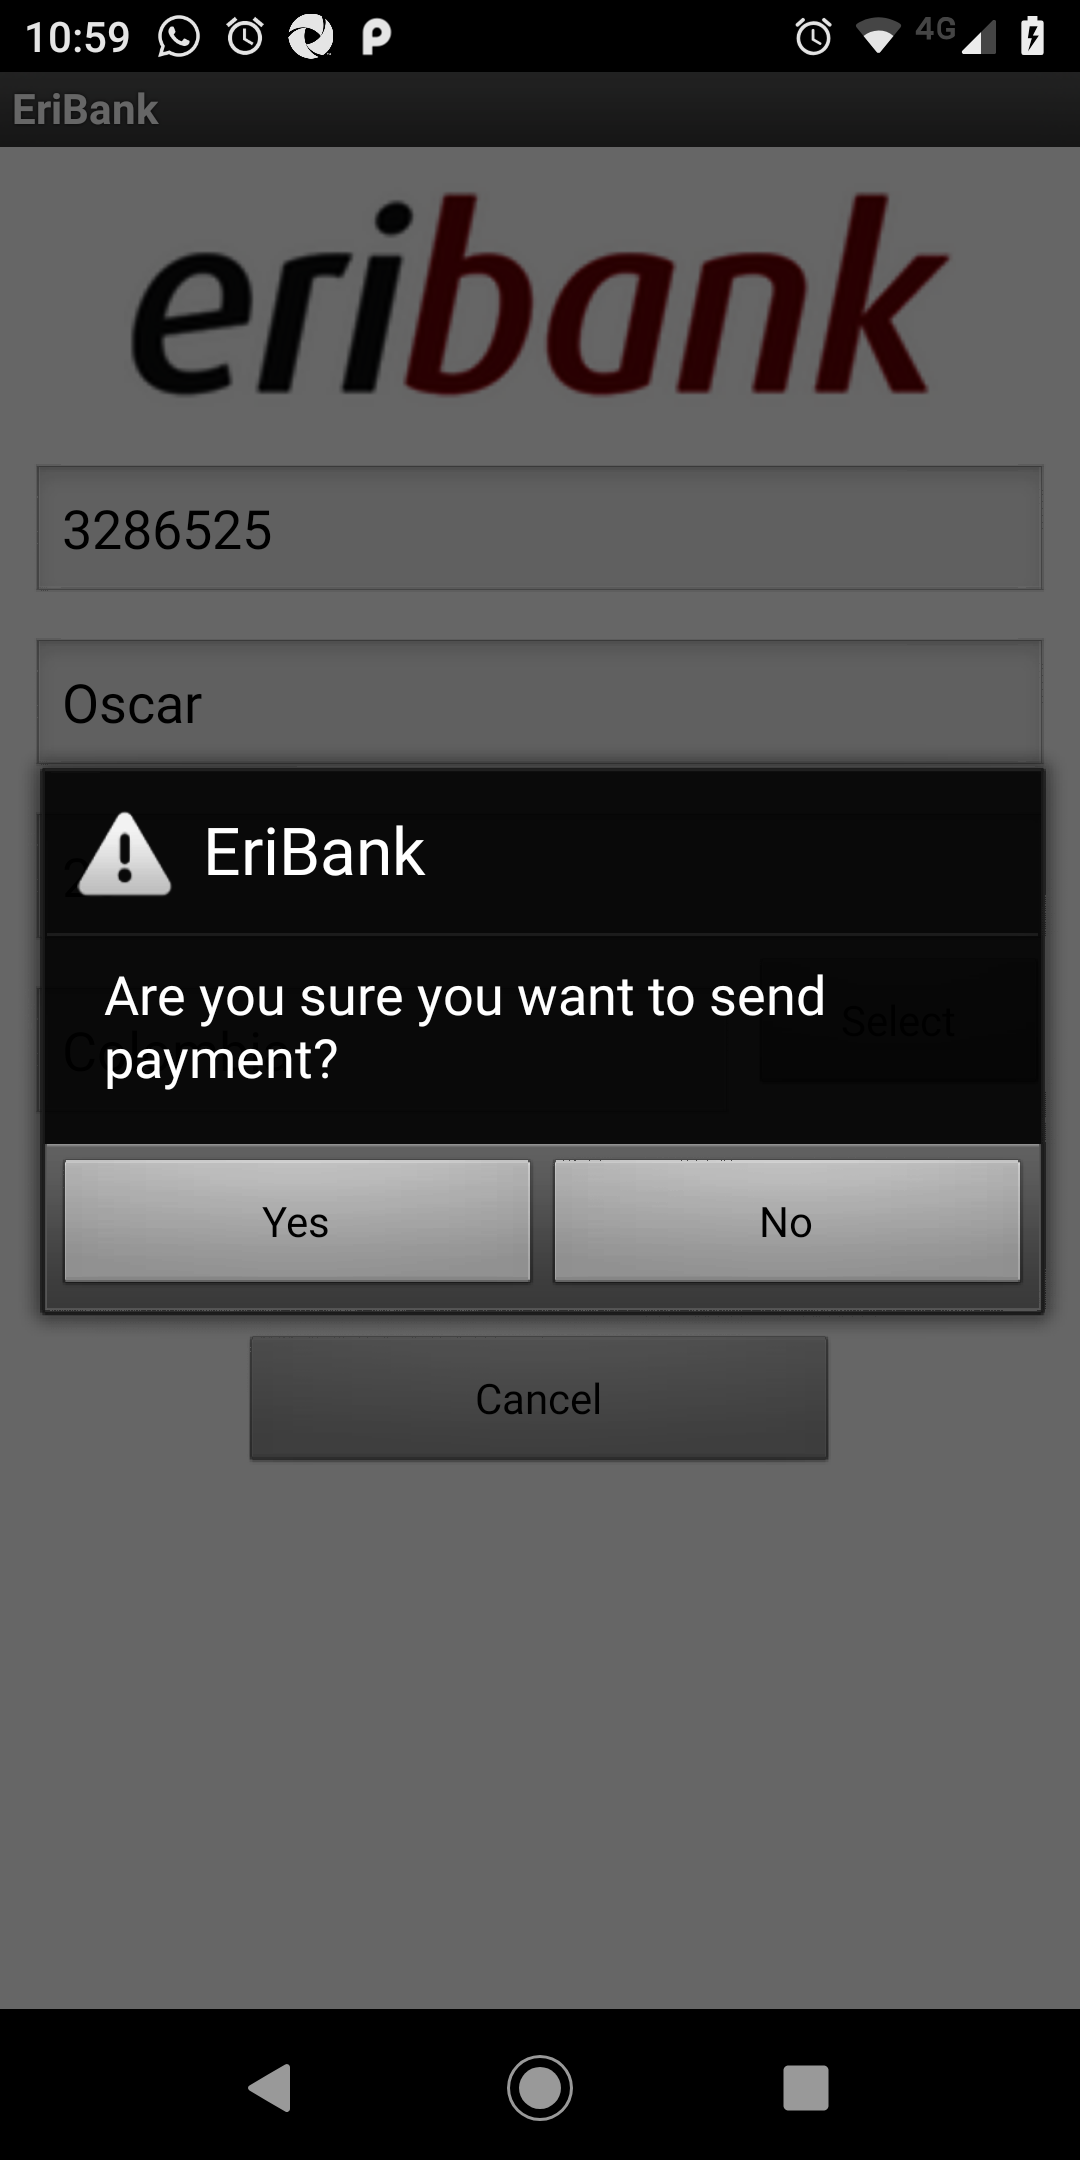 10:59
4G
EriBank
eribank
3286525
Oscar
EriBank
Are you sure you want to send
Select
payment?
Yes
No
Cancel